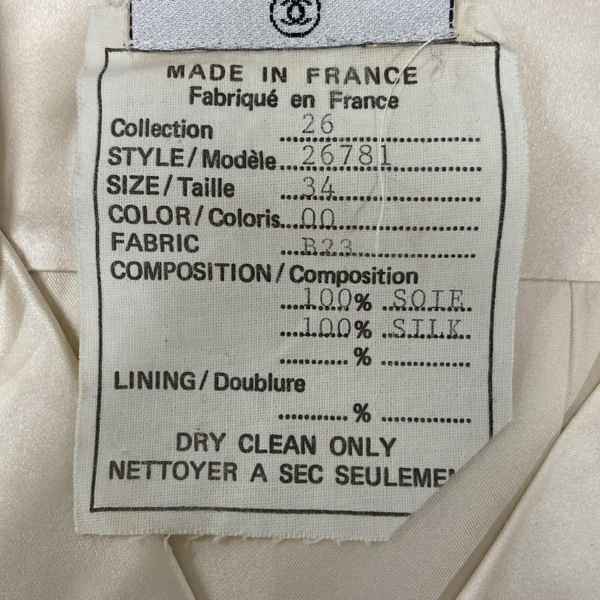 MADE IN FRANCE
Fabriqué en France
Collection 26
STYLE/Modèle...26781
SIZE/Taille 34
COLOR/Coloris...00
FABRIC B23
COMPOSITION/Composition
100% SOIE
100% SILK
%
LINING/Doublure
%
DRY CLEAN ONLY
NETTOYER A SEC SEULEMEN